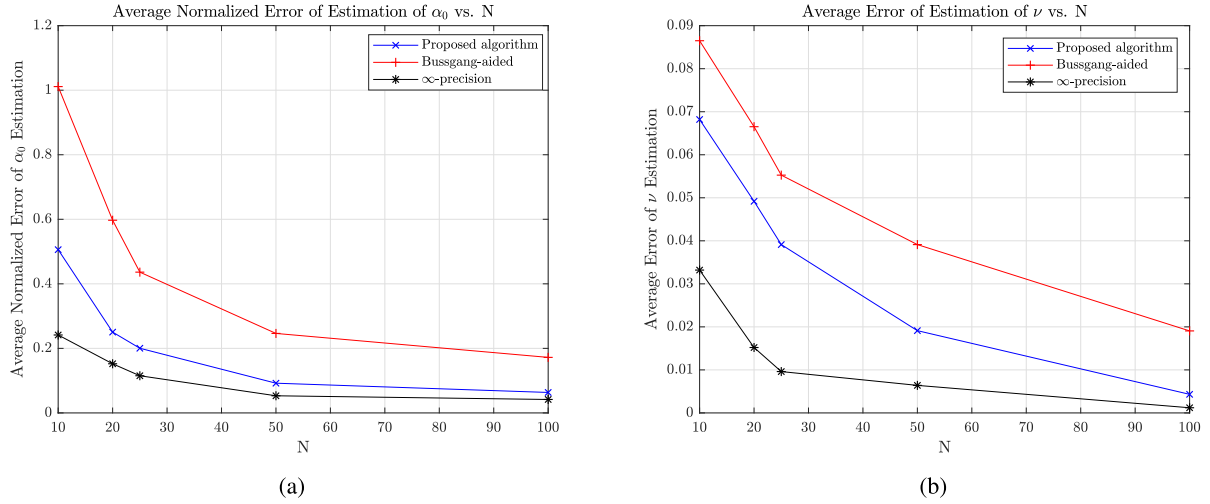 Average Normalized Error of Estimation of α₀ vs. N
Average Normalized Error of α₀ Estimation
1.2
1
0.8
0.6
0.4
0.2
0
Proposed algorithm
Bussgang-aided
∞-precision
10 20 30 40 50 60 70 80 90 100
N
(a)
Average Error of Estimation of ν vs. N
Average Error of ν Estimation
0.09
0.08
0.07
0.06
0.05
0.04
0.03
0.02
0.01
0
Proposed algorithm
Bussgang-aided
∞-precision
10 20 30 40 50 60 70 80 90 100
N
(b)